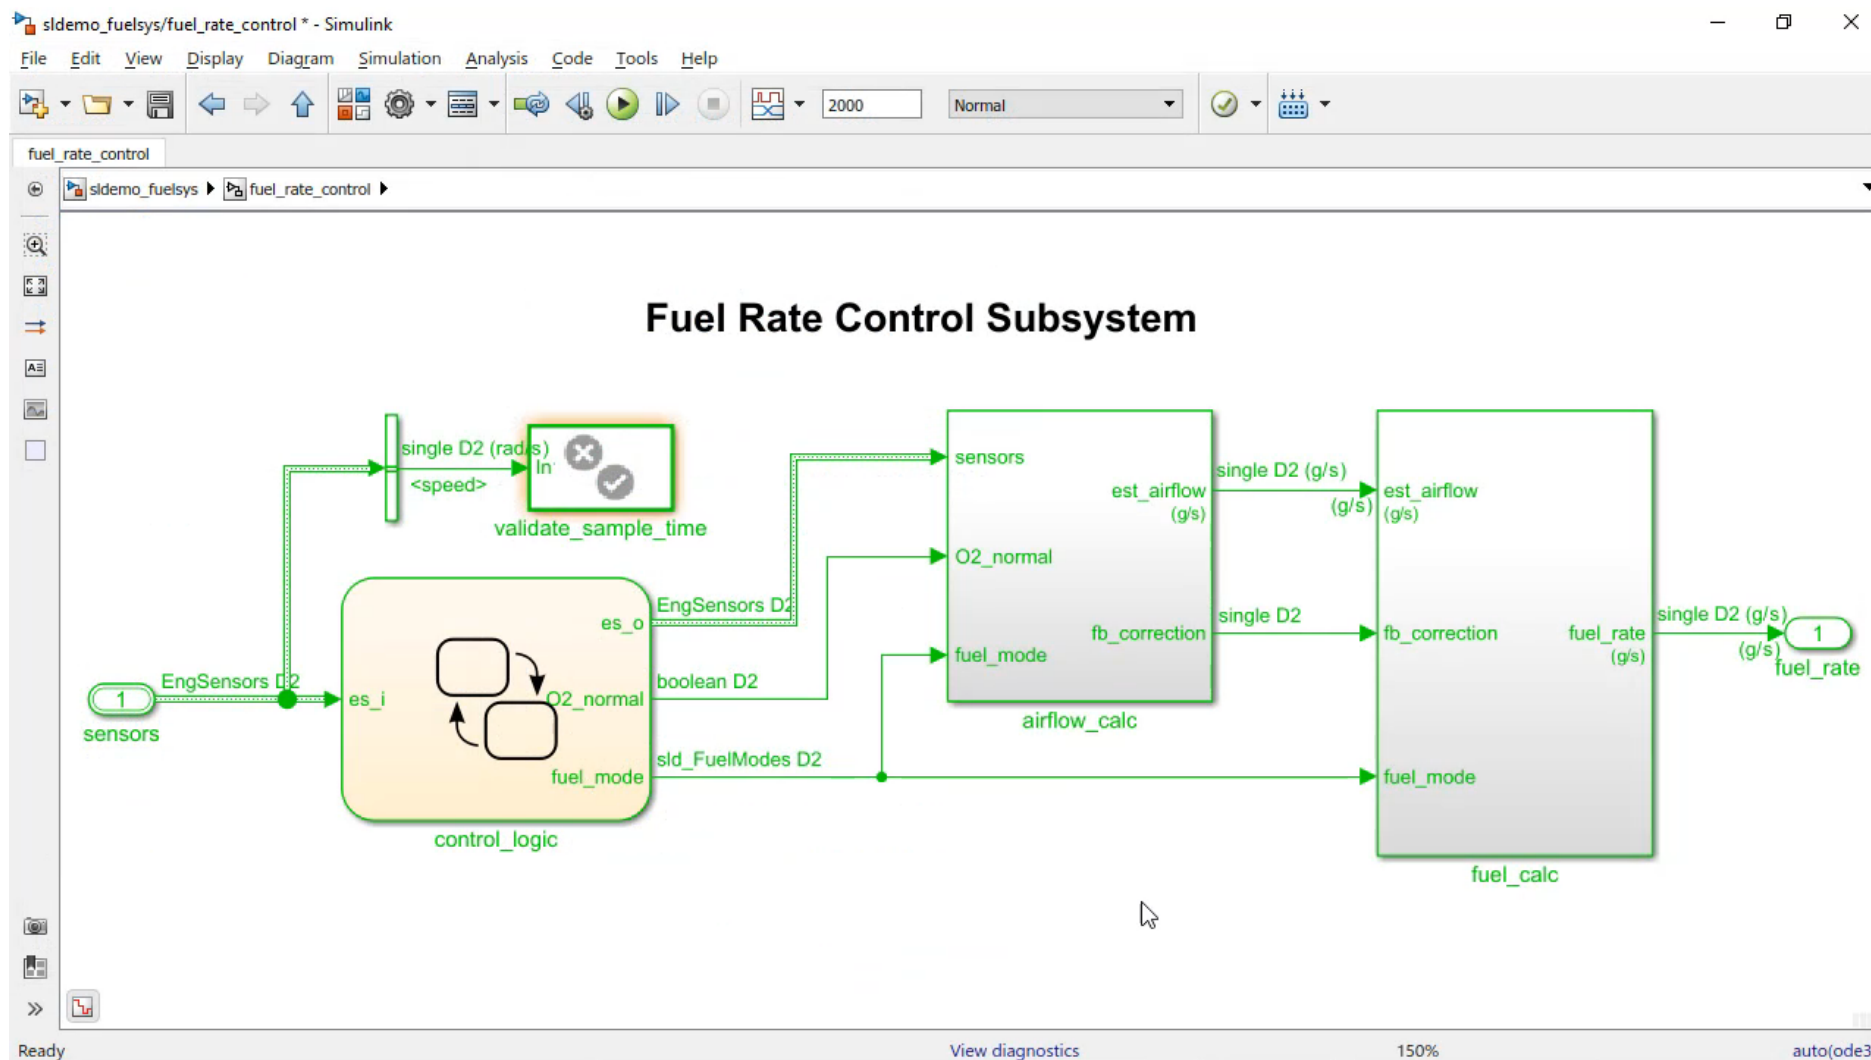 sldemo_fuelsys/fuel_rate_control * - Simulink
File Edit View Display Diagram Simulation Analysis Code Tools Help
2000 Normal
fuel_rate_control
sldemo_fuelsys fuel_rate_control
Fuel Rate Control Subsystem
single D2 (rad/s)
<speed>
In
validate_sample_time
sensors
est_airflow
(g/s)
O2_normal
fb_correction
fuel_mode
airflow_calc
single D2 (g/s)
(g/s)
est_airflow
(g/s)
single D2
fb_correction
fuel_rate
(g/s)
fuel_mode
fuel_calc
single D2 (g/s)
(g/s)
1
fuel_rate
EngSensors D2
1
sensors
es_i
es_o
O2_normal
fuel_mode
control_logic
EngSensors D2
boolean D2
sld_FuelModes D2
Ready View diagnostics 150% auto(ode3